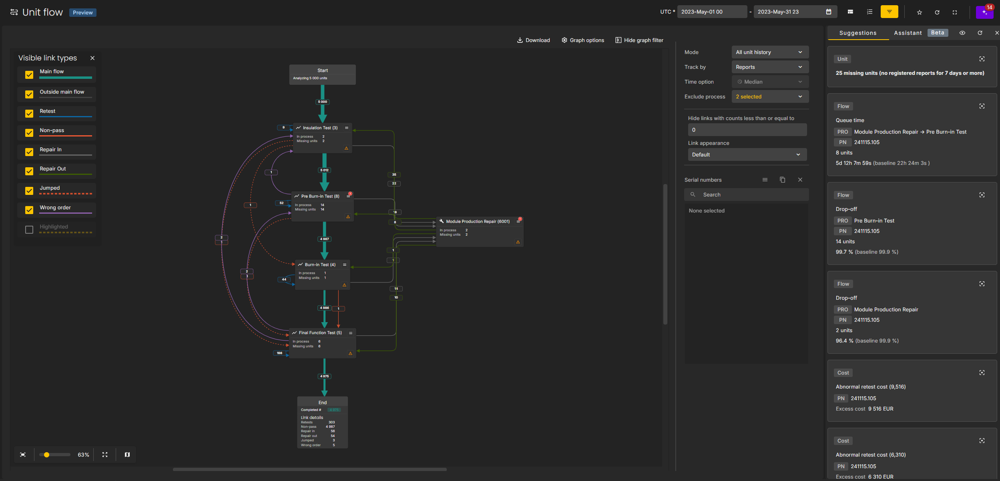 Unit flow
Preview
UTC *
2023-May-01 00
-
2023-May-31 23
14
Download
Graph options
Hide graph filter
Visible link types
Main flow
Outside main flow
Retest
Non-pass
Repair In
Repair Out
Jumped
Wrong order
Highlighted
Start
Analyzing 5 000 units
5 000
9
Insulation Test (3)
In process 2
Missing units 2
5 012
1
35
22
Pre Burn-in Test (8)
1
52
In process 14
Missing units 14
1
19
8
Module Production Repair (6001)
1
In process 2
Missing units 2
4 987
2
1
1
1
Burn-in Test (4)
In process 1
Missing units 1
44
2
1
14
10
4 986
1
Final Function Test (5)
In process 6
Missing units 6
198
4 975
End
Completed # 4 975
Link details
Retests 303
Non-pass 4 987
Repair in 56
Repair out 54
Jumped 3
Wrong order 5
63%
Mode
All unit history
Track by
Reports
Time option
Median
Exclude process
2 selected
Hide links with counts less than or equal to
0
Link appearance
Default
Serial numbers
Search
None selected
Suggestions
Assistant
Beta
Unit
25 missing units (no registered reports for 7 days or more)
Flow
Queue time
PRO Module Production Repair → Pre Burn-in Test
PN 241115.105
8 units
5d 12h 7m 59s (baseline 22h 24m 3s )
Flow
Drop-off
PRO Pre Burn-in Test
PN 241115.105
14 units
99.7 % (baseline 99.9 %)
Flow
Drop-off
PRO Module Production Repair
PN 241115.105
2 units
96.4 % (baseline 99.9 %)
Cost
Abnormal retest cost (9,516)
PN 241115.105
Excess cost 9 516 EUR
Cost
Abnormal retest cost (6,310)
PN 241115.105
Excess cost 6 310 EUR